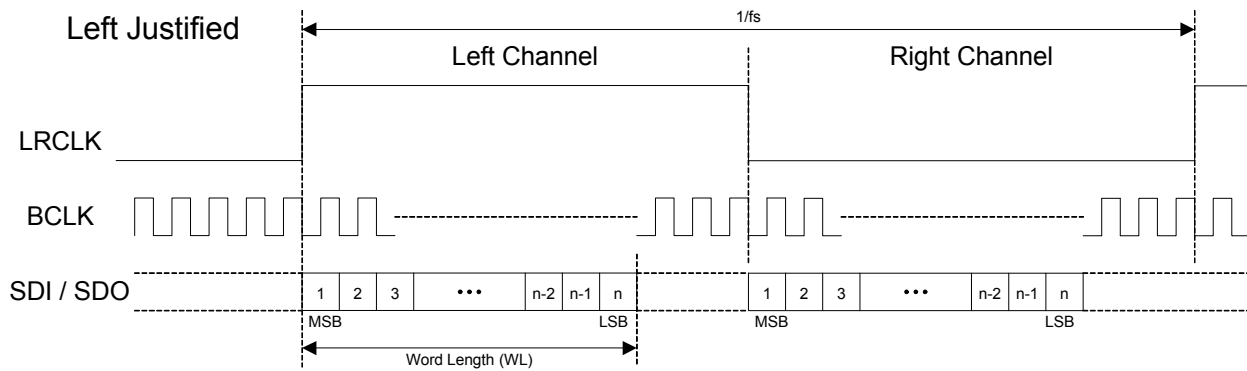 Left Justified
1/fs
Left Channel
Right Channel
LRCLK
BCLK
SDI / SDO
1 2 3 ••• n-2 n-1 n 1 2 3 ••• n-2 n-1 n
MSB LSB MSB LSB
Word Length (WL)